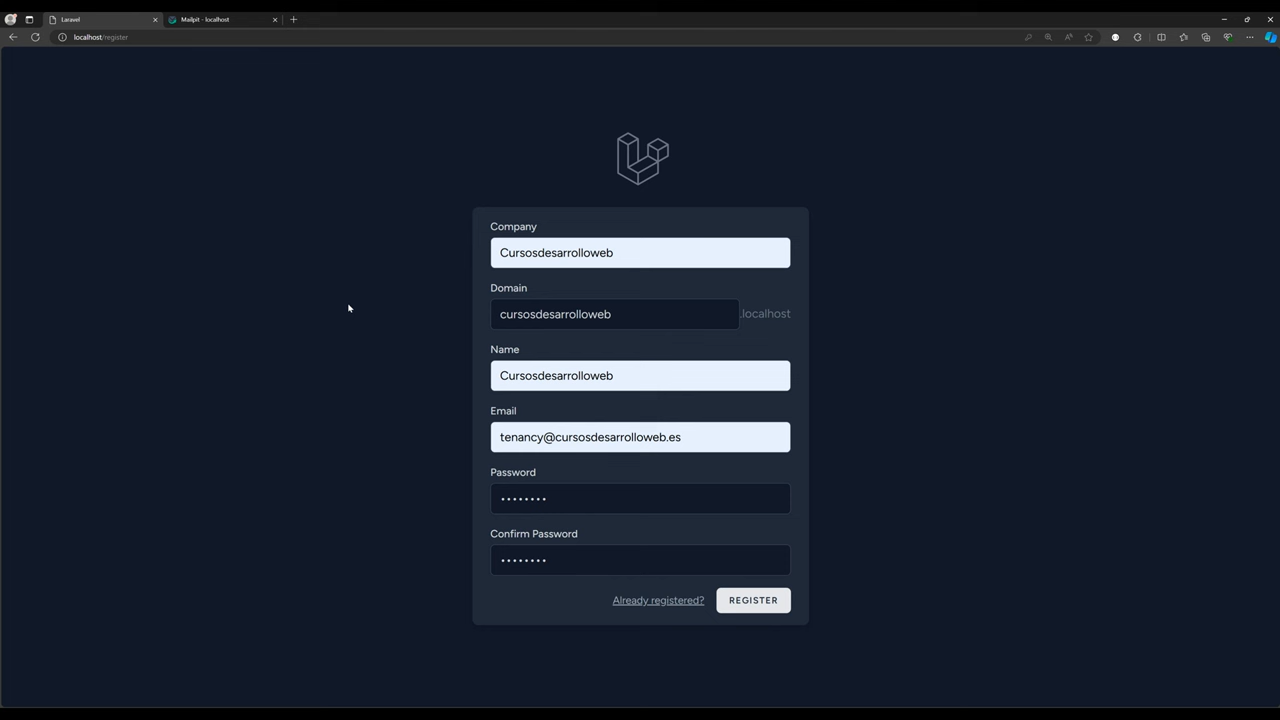 Laravel
Mailpit - localhost
localhost/register
Company
Cursosdesarrolloweb
Domain
cursosdesarrolloweb
.localhost
Name
Cursosdesarrolloweb
Email
tenancy@cursosdesarrolloweb.es
Password
••••••••
Confirm Password
••••••••
Already registered?
REGISTER